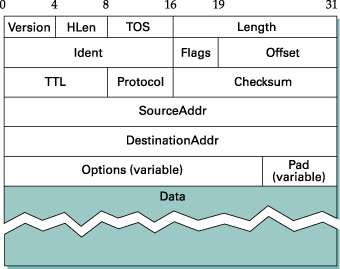 0 4 8 16 19 31
Version HLen TOS Length
Ident Flags Offset
TTL Protocol Checksum
SourceAddr
DestinationAddr
Options (variable) Pad
(variable)
Data